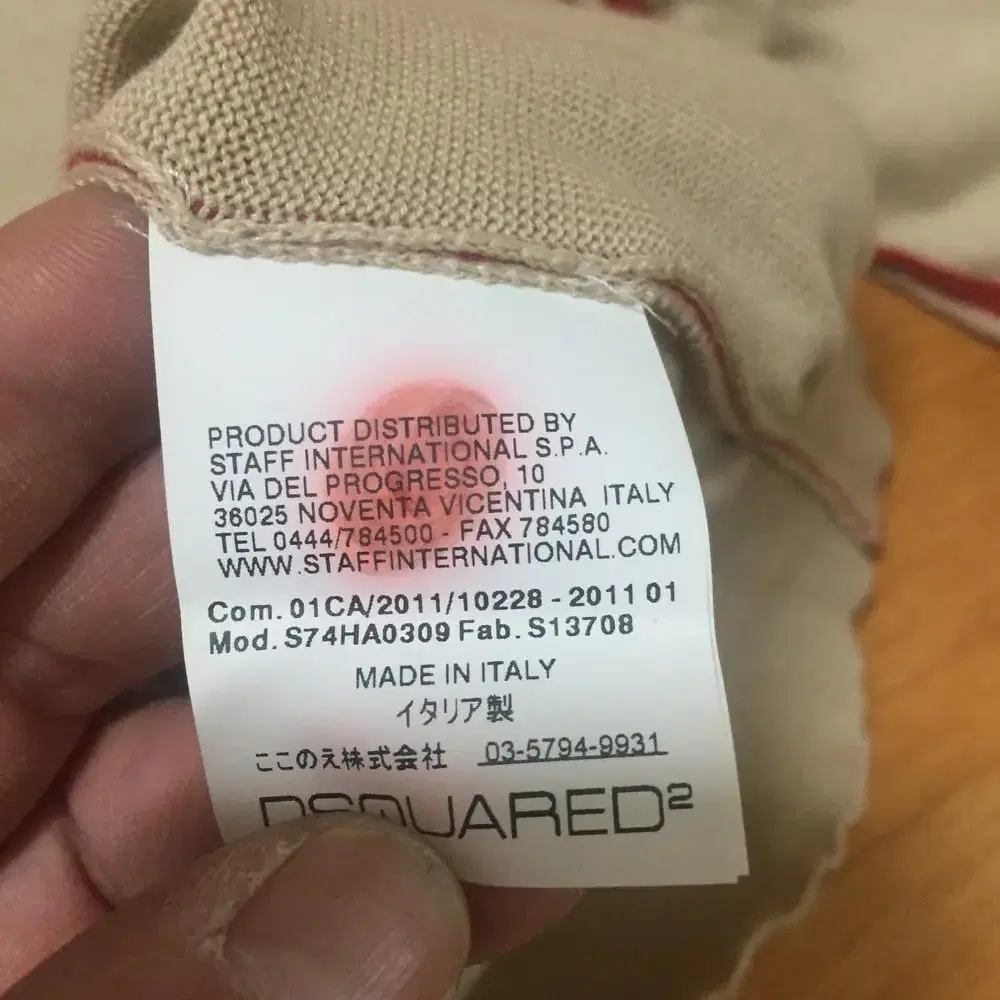 PRODUCT DISTRIBUTED BY
STAFF INTERNATIONAL S.P.A.
VIA DEL PROGRESSO, 10
36025 NOVENTA VICENTINA ITALY
TEL 0444/784500 - FAX 784580
WWW.STAFFINTERNATIONAL.COM
Com. 01CA/2011/10228 - 2011 01
Mod. S74HA0309 Fab. S13708
MADE IN ITALY
イタリア製
ここのえ株式会社 03-5794-9931
DSQUARED²